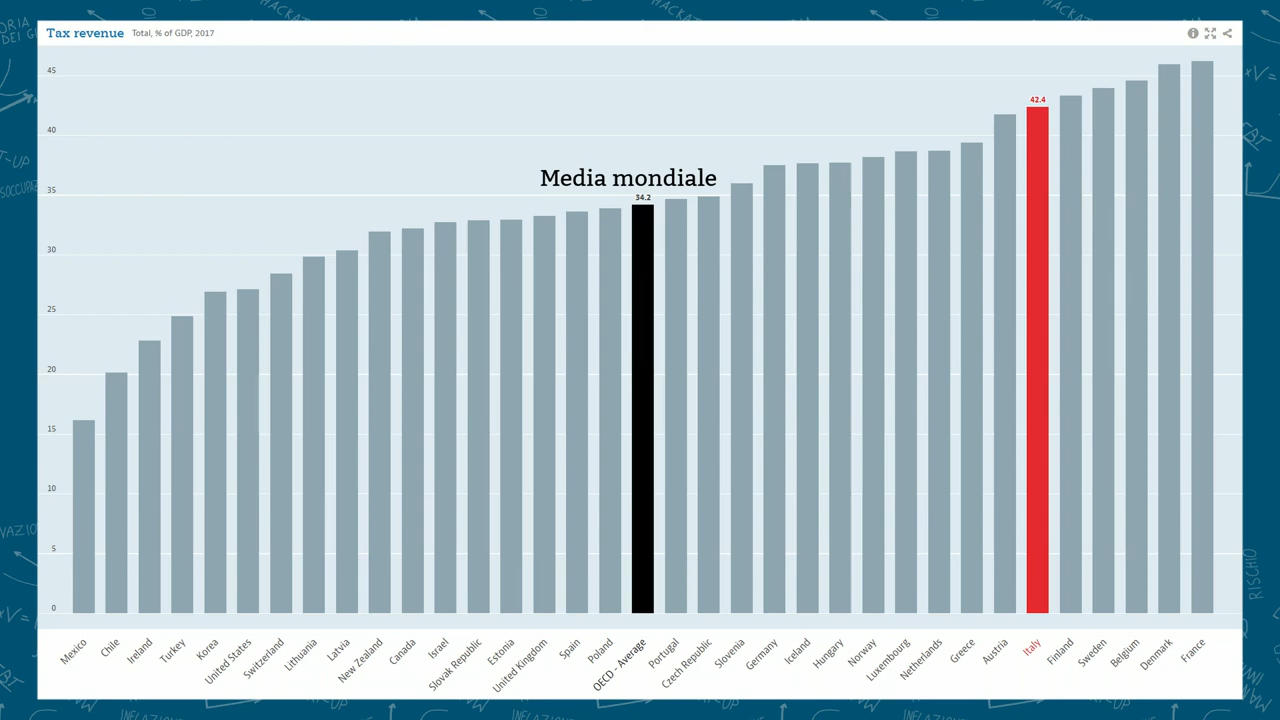 Tax revenue Total, % of GDP, 2017
45
40
35
30
25
20
15
10
5
0
Media mondiale
34.2
42.4
Mexico
Chile
Ireland
Turkey
Korea
United States
Switzerland
Lithuania
Latvia
New Zealand
Canada
Israel
Slovak Republic
Estonia
United Kingdom
Spain
Poland
OECD - Average
Portugal
Czech Republic
Slovenia
Germany
Iceland
Hungary
Norway
Luxembourg
Netherlands
Greece
Austria
Italy
Finland
Sweden
Belgium
Denmark
France
RISCHIO